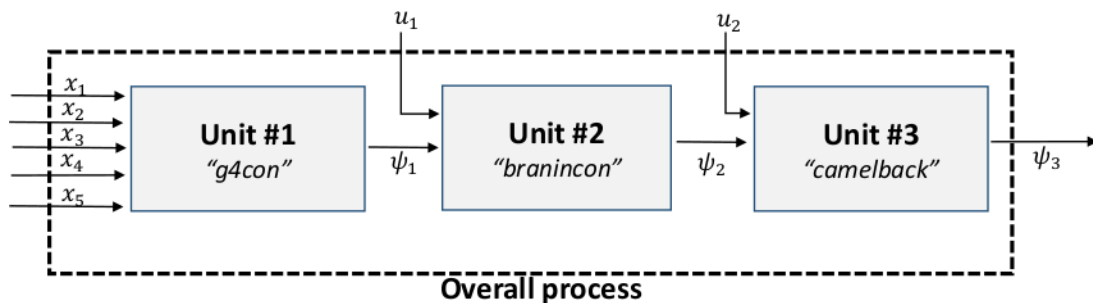 u₁
u₂
x₁
x₂
x₃
x₄
x₅
Unit #1
"g4con"
ψ₁
Unit #2
"branincon"
ψ₂
Unit #3
"camelback"
ψ₃
Overall process